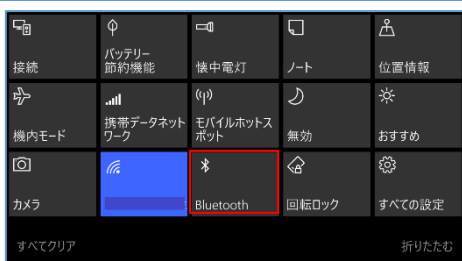 接続
バッテリー
節約機能
懐中電灯
ノート
位置情報
機内モード
携帯データネット
ワーク
モバイルホットス
ポット
無効
おすすめ
カメラ
Bluetooth
回転ロック
すべての設定
すべてクリア
折りたたむ